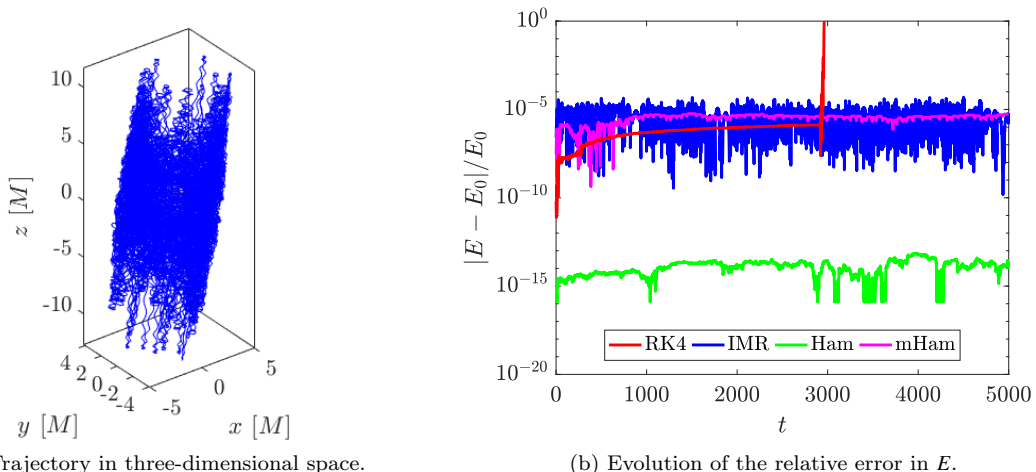 10
5
0
-5
-10
z [M]
4
2
0
-2
-4
y [M]
-5
0
5
x [M]
Trajectory in three-dimensional space.
10^0
10^-5
10^-10
10^-15
10^-20
|E − E_0|/E_0
RK4 IMR Ham mHam
0 1000 2000 3000 4000 5000
t
(b) Evolution of the relative error in E.